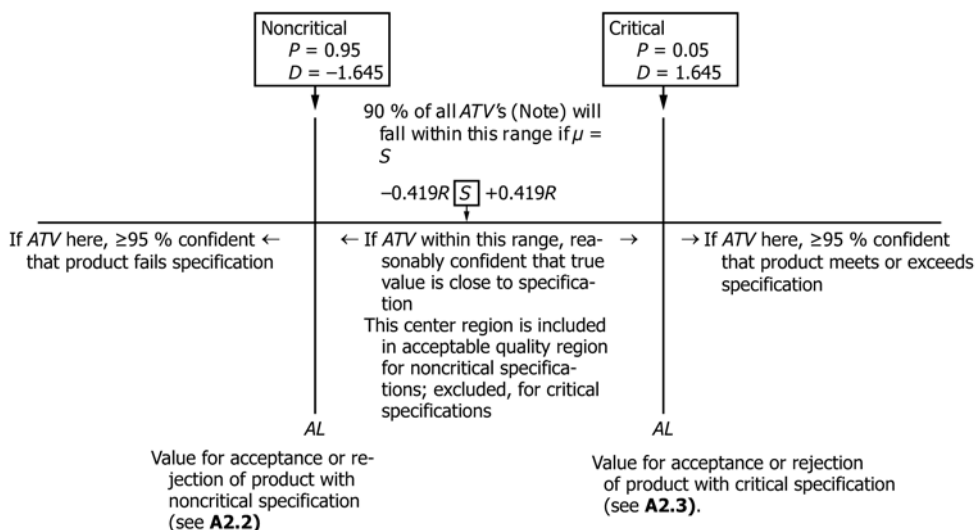 Noncritical
P = 0.95
D = –1.645
Critical
P = 0.05
D = 1.645
90 % of all ATV's (Note) will
fall within this range if μ =
S
−0.419R S +0.419R
If ATV here, ≥95 % confident ←
that product fails specification
← If ATV within this range, rea- →
sonably confident that true
value is close to specifica-
tion
This center region is included
in acceptable quality region
for noncritical specifica-
tions; excluded, for critical
specifications
→ If ATV here, ≥95 % confident
that product meets or exceeds
specification
AL
Value for acceptance or re-
jection of product with
noncritical specification
(see A2.2)
AL
Value for acceptance or rejection
of product with critical specification
(see A2.3).